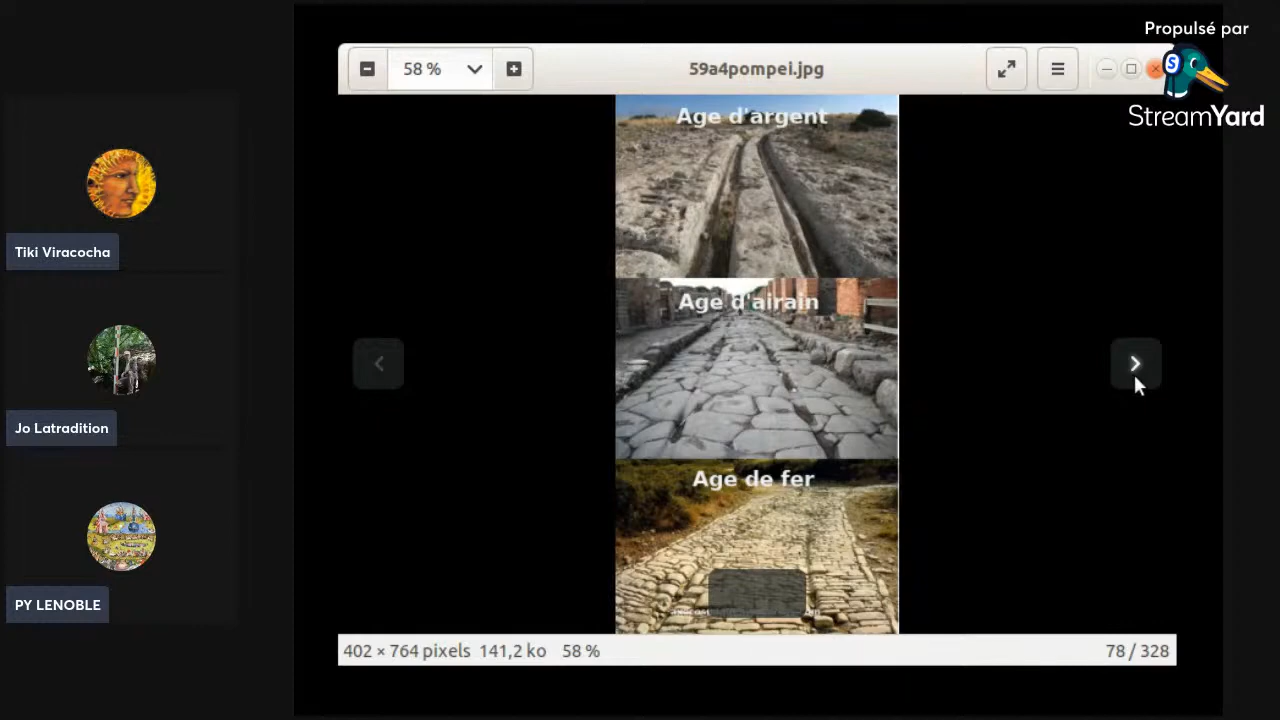 Propulsé par
StreamYard
58 %
59a4pompei.jpg
Age d'argent
Tiki Viracocha
Age d'airain
Jo Latradition
Age de fer
PY LENOBLE
402 × 764 pixels 141,2 ko 58 %
78 / 328